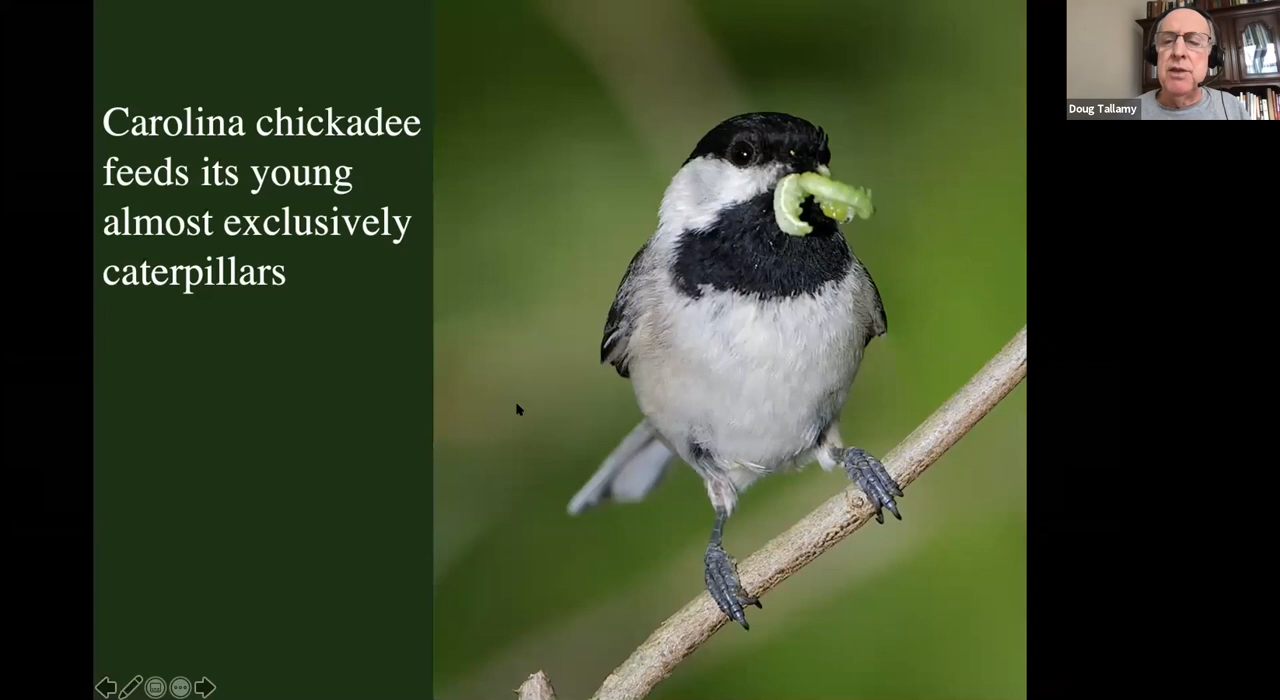 Carolina chickadee
feeds its young
almost exclusively
caterpillars
Doug Tallamy